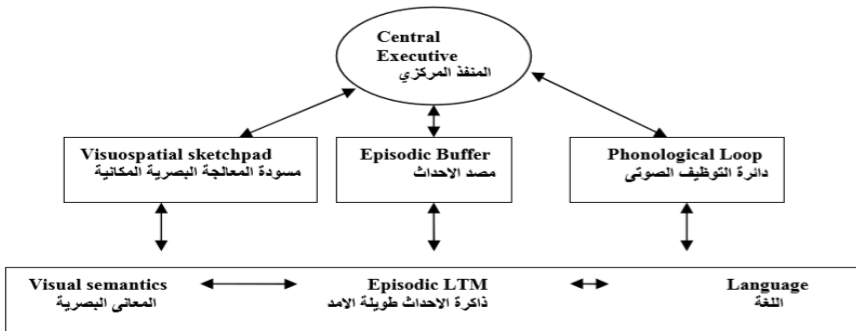 Central
Executive
المنفذ المركزي
Visuospatial sketchpad
مسودة المعالجة البصرية المكانية
Episodic Buffer
مصد الاحداث
Phonological Loop
دائرة التوظيف الصوتى
Visual semantics
المعانى البصرية
Episodic LTM
ذاكرة الاحداث طويلة الامد
Language
اللغة